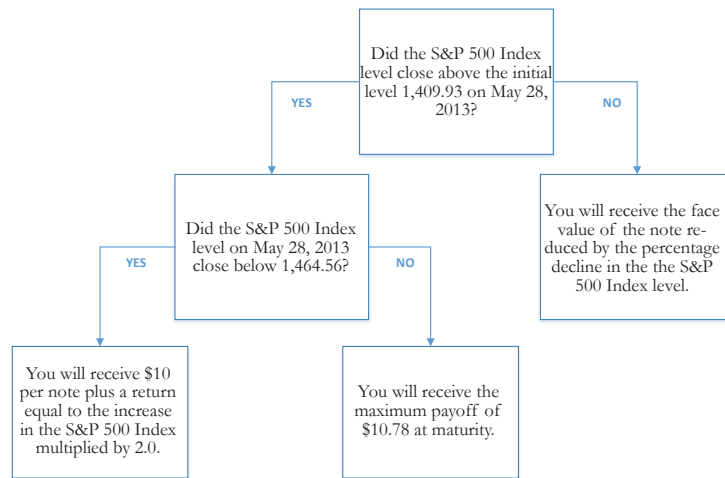 Did the S&P 500 Index
level close above the initial
level 1,409.93 on May 28,
2013?
YES
NO
Did the S&P 500 Index
level on May 28, 2013
close below 1,464.56?
You will receive the face
value of the note re-
duced by the percentage
decline in the the S&P
500 Index level.
YES
NO
You will receive $10
per note plus a return
equal to the increase
in the S&P 500 Index
multiplied by 2.0.
You will receive the
maximum payoff of
$10.78 at maturity.